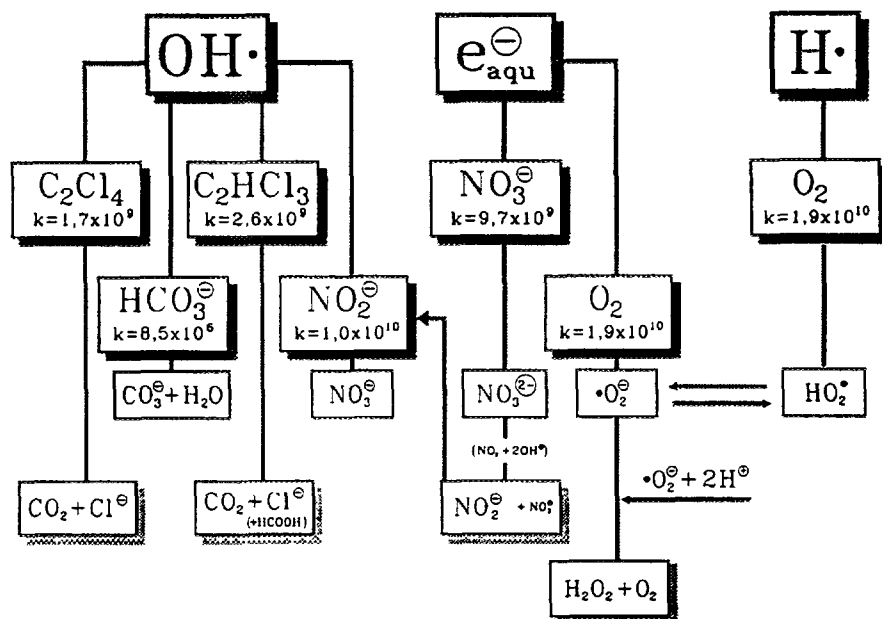 OH·
e⊖aqu
H·
C₂Cl₄
k=1,7x10⁹
C₂HCl₃
k=2,6x10⁹
NO₃⊖
k=9,7x10⁹
O₂
k=1,9x10¹⁰
HCO₃⊖
k=8,5x10⁶
NO₂⊖
k=1,0x10¹⁰
O₂
k=1,9x10¹⁰
CO₃⊖+H₂O
NO₃⊖
NO₃②⁻
•O₂⊖
HO₂•
+2OH
CO₂+Cl⊖
CO₂+Cl⊖
(+HCOOH)
NO₂⊖
•O₂⊖+2H⊕
H₂O₂+O₂